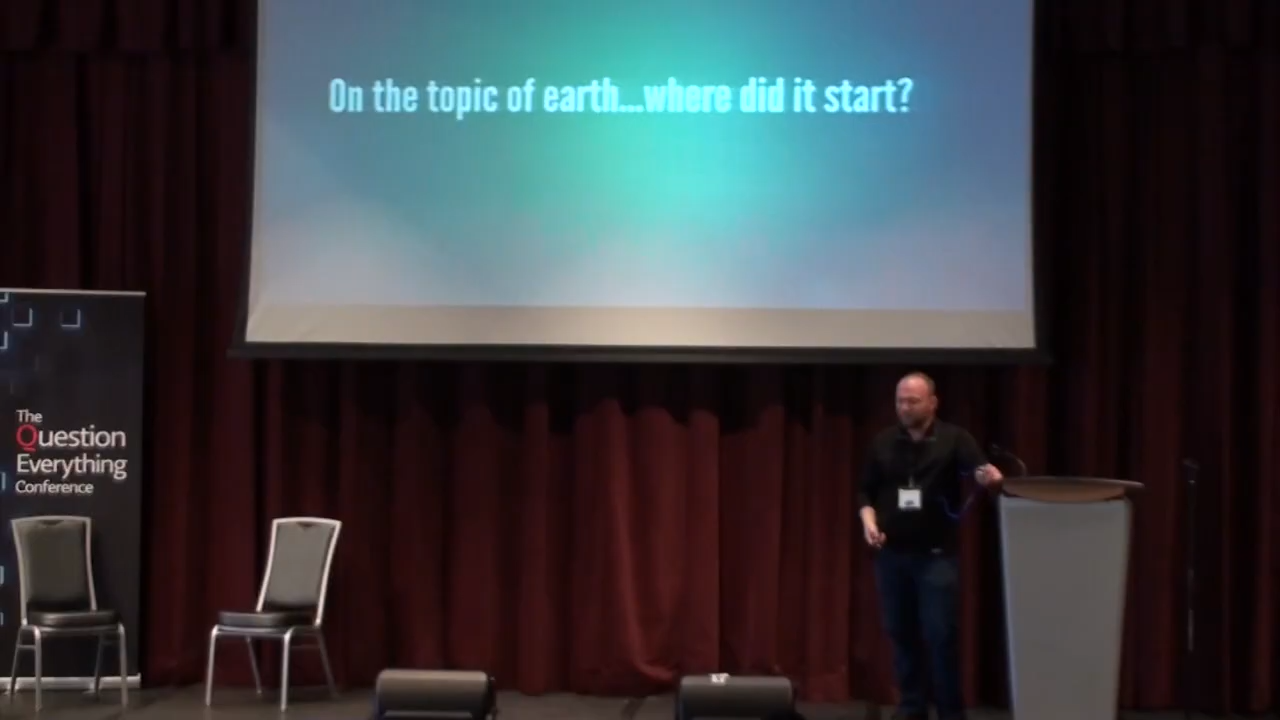 On the topic of earth...where did it start?
The
Question
Everything
Conference